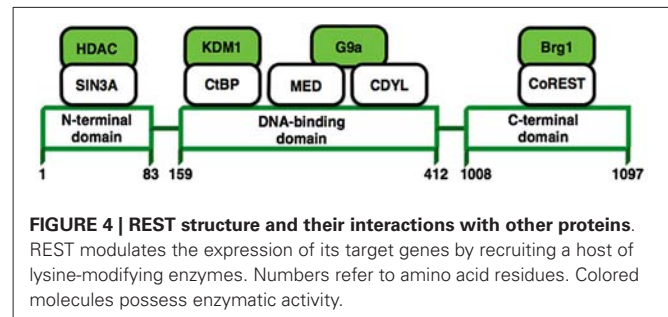 HDAC KDM1 G9a Brg1
SIN3A CtBP MED CDYL CoREST
N-terminal domain DNA-binding domain C-terminal domain
1 83 159 412 1008 1097
FIGURE 4 | REST structure and their interactions with other proteins.
REST modulates the expression of its target genes by recruiting a host of
lysine-modifying enzymes. Numbers refer to amino acid residues. Colored
molecules possess enzymatic activity.